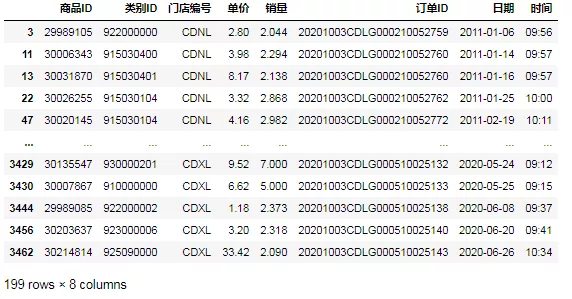 商品ID 类别ID 门店编号 单价 销量 订单ID 日期 时间
3 29989105 922000000 CDNL 2.80 2.044 20201003CDLG000210052759 2011-01-06 09:56
11 30006343 915030400 CDNL 3.98 2.294 20201003CDLG000210052760 2011-01-14 09:57
13 30031870 915030401 CDNL 8.17 2.138 20201003CDLG000210052760 2011-01-16 09:57
22 30026255 915030104 CDNL 3.32 2.868 20201003CDLG000210052762 2011-01-25 10:00
47 30020145 915030104 CDNL 4.16 2.982 20201003CDLG000210052772 2011-02-19 10:11
... ... ... ... ... ... ... ... ...
3429 30135547 930000201 CDXL 9.52 7.000 20201003CDLG000510025132 2020-05-24 09:12
3430 30007867 910000000 CDXL 6.62 5.000 20201003CDLG000510025133 2020-05-25 09:15
3444 29989085 922000002 CDXL 1.18 2.373 20201003CDLG000510025138 2020-06-08 09:37
3456 30203637 923000006 CDXL 3.20 2.318 20201003CDLG000510025140 2020-06-20 09:41
3462 30214814 925090000 CDXL 33.42 2.090 20201003CDLG000510025143 2020-06-26 10:34
199 rows × 8 columns